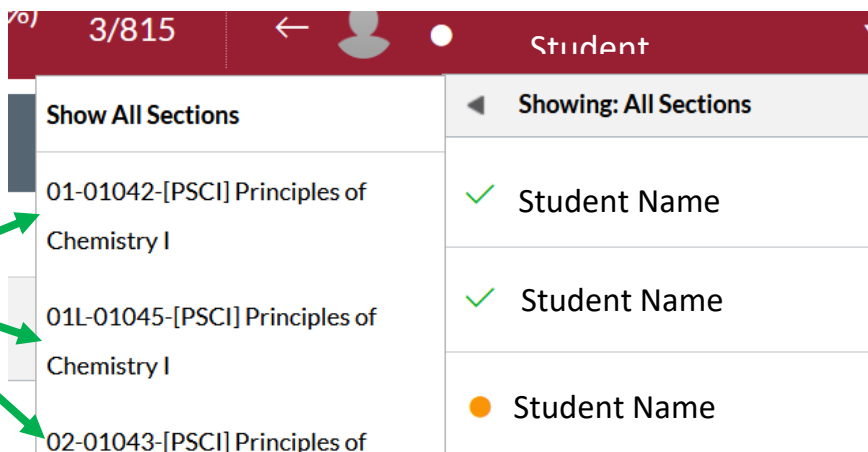 %)
3/815
Student
Show All Sections
01-01042-[PSCI] Principles of
Chemistry I
01L-01045-[PSCI] Principles of
Chemistry I
02-01043-[PSCI] Principles of
Showing: All Sections
Student Name
Student Name
Student Name